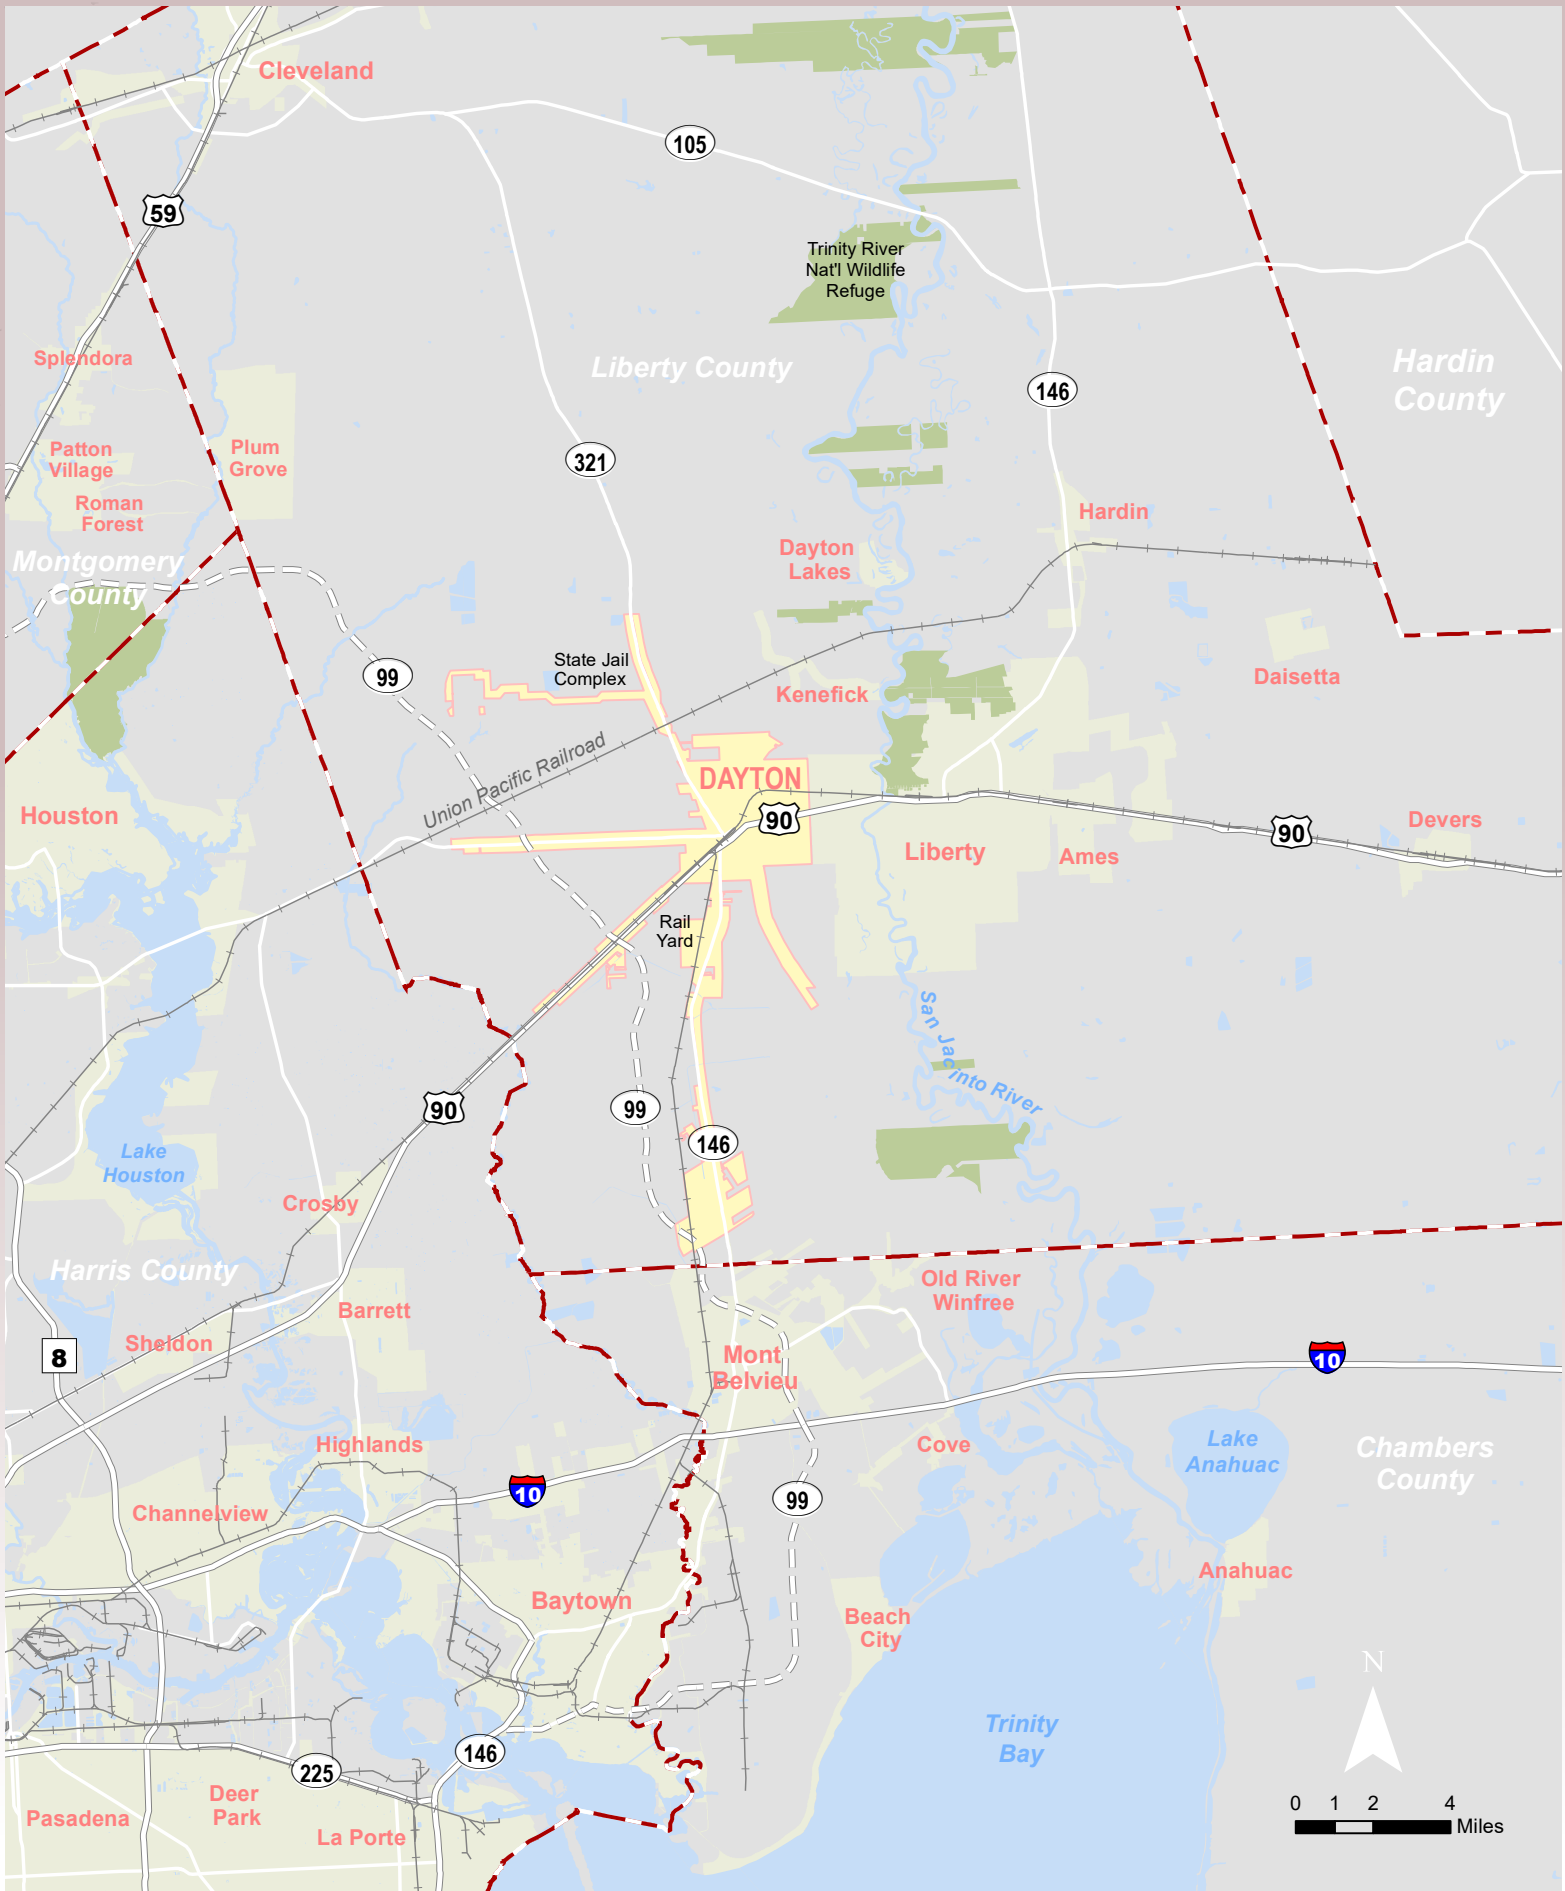 Cleveland
105
59
Trinity River
Nat'l Wildlife
Refuge
Splendora
Liberty County
Hardin
County
146
Patton
Village
Plum
Grove
321
Roman
Forest
Hardin
Montgomery
County
Dayton
Lakes
State Jail
Complex
99
Kenefick
Daisetta
Union Pacific Railroad
DAYTON
Houston
90
90
Devers
Liberty
Ames
Rail
Yard
San Jacinto River
90
99
146
Lake
Houston
Crosby
Harris County
Old River
Winfree
Barrett
Sheldon
8
Mont
Belvieu
10
Highlands
Cove
Lake
Anahuac
Chambers
County
10
99
Channelview
Anahuac
Baytown
Beach
City
N
Trinity
Bay
146
225
Deer
Park
Pasadena
La Porte
0 1 2 4
Miles